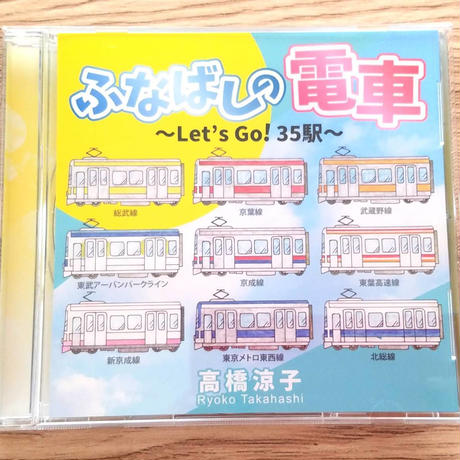 ふなばしの電車
～Let's Go! 35駅～
総武線
京葉線
武蔵野線
東武アーバンパークライン
京成線
東葉高速線
新京成線
東京メトロ東西線
北総線
高橋涼子
Ryoko Takahashi